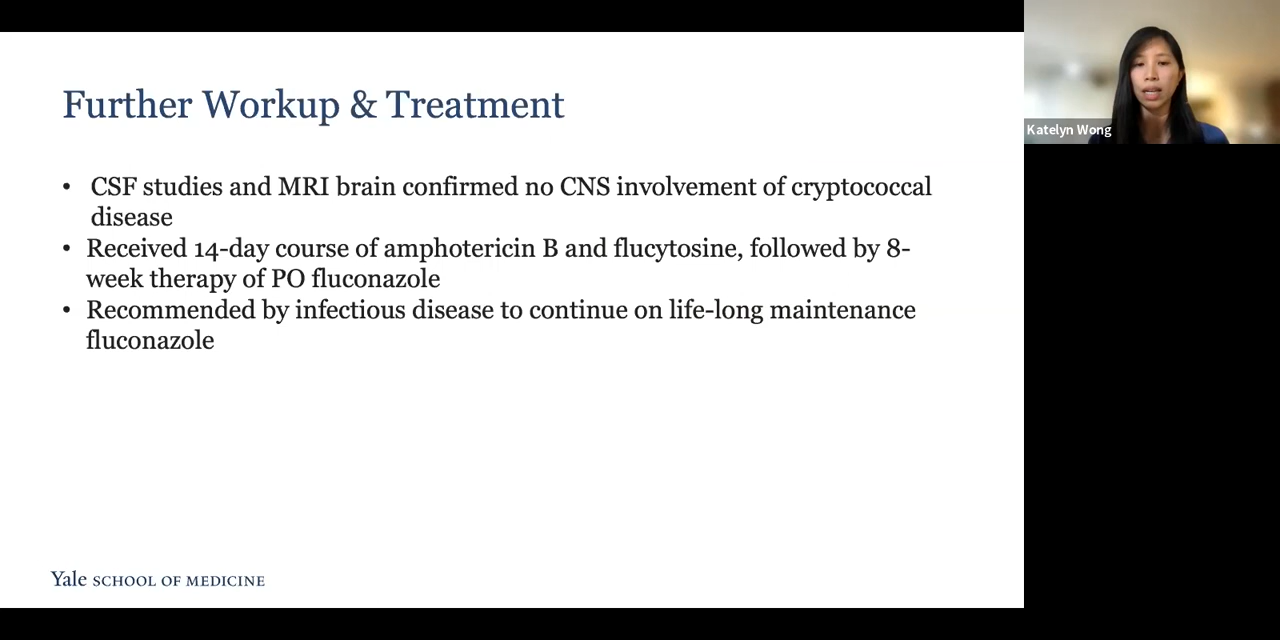 Further Workup & Treatment
• CSF studies and MRI brain confirmed no CNS involvement of cryptococcal
disease
• Received 14-day course of amphotericin B and flucytosine, followed by 8-
week therapy of PO fluconazole
• Recommended by infectious disease to continue on life-long maintenance
fluconazole
Yale SCHOOL OF MEDICINE
Katelyn Wong